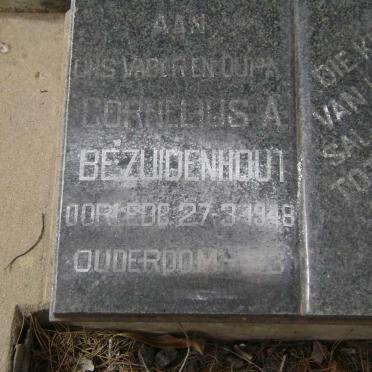 AAN
ONS VADER EN OUPA
CORNELIUS A
BEZUIDENHOUT
OORLEDE 27-3-1948
OUDERDOM
DIE
VAN
SAL
TOT